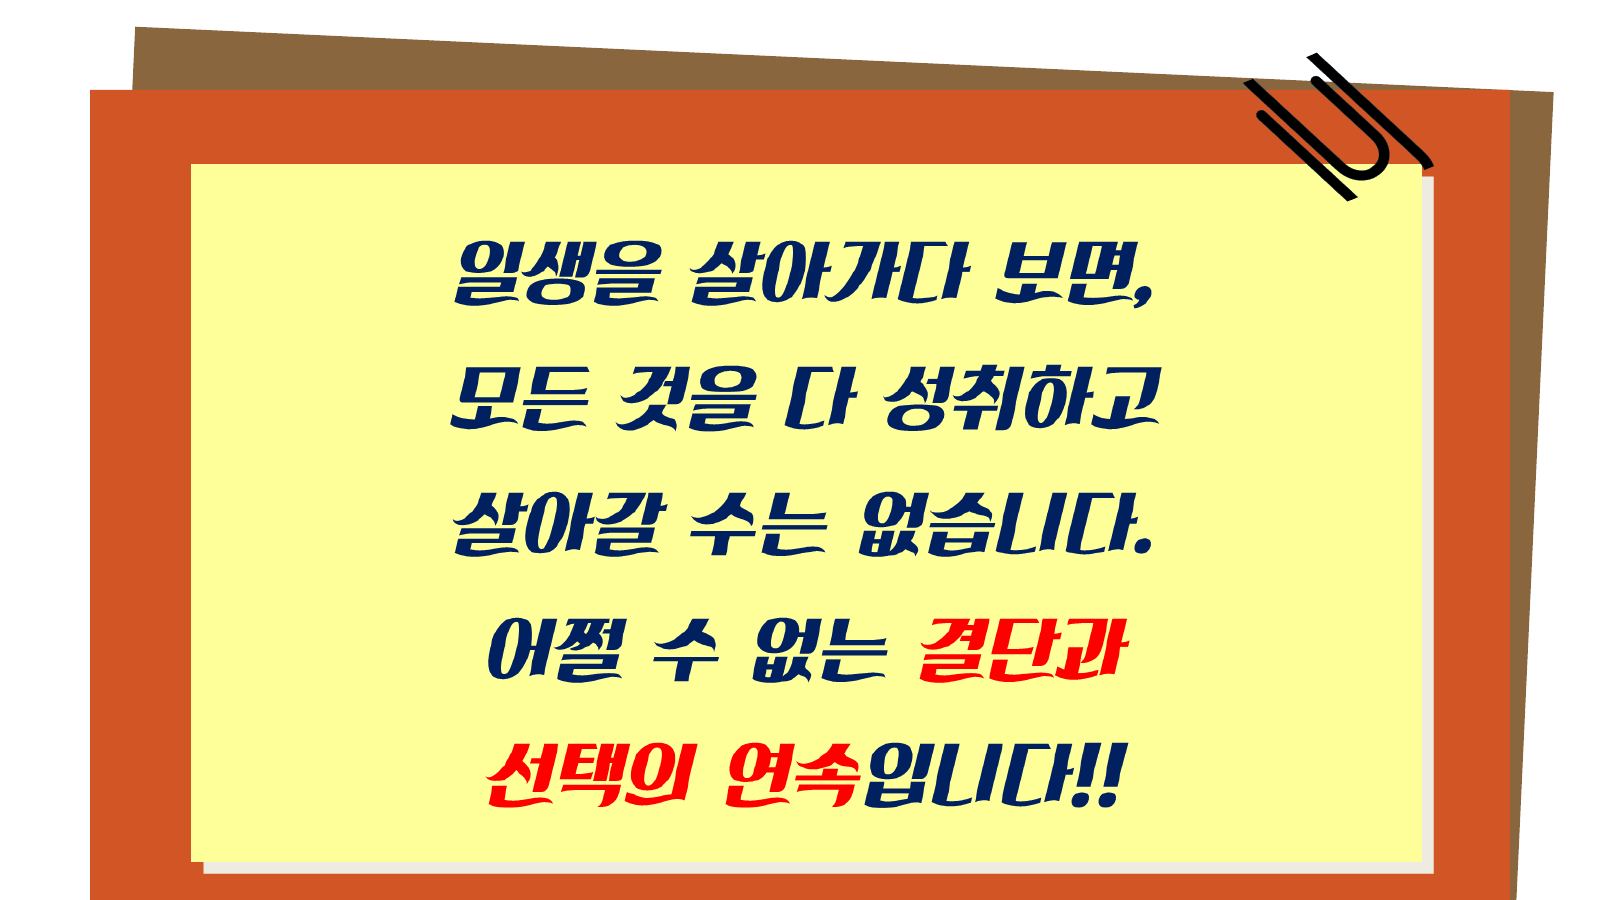 일생을 살아가다 보면,
모든 것을 다 성취하고
살아갈 수는 없습니다.
어쩔 수 없는 결단과
선택의 연속입니다!!